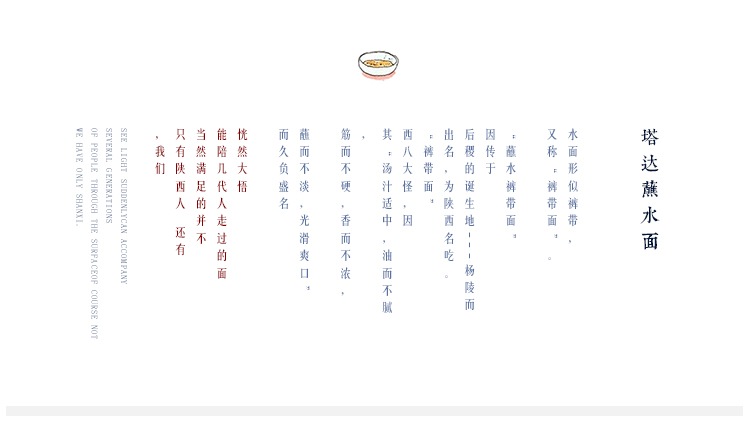 塔达蘸水面
水面形似裤带，
又称“裤带面”。
“蘸水裤带面”
因传于
后稷的诞生地---杨陵而
出名，为陕西名吃。
“裤带面”
西八大怪，因
其“汤汁适中，油而不腻
，
筋而不硬，香而不浓，
蘸而不淡，光滑爽口”
而久负盛名
恍然大悟
能陪几代人走过的面
当然满足的并不
只有陕西人 还有
，我们
SEE LIGHT SUDDENLYCAN ACCOMPANY
SEVERAL GENERATIONS
OF PEOPLE THROUGH THE SURFACEOF COURSE NOT
WE HAVE ONLY SHANXI.